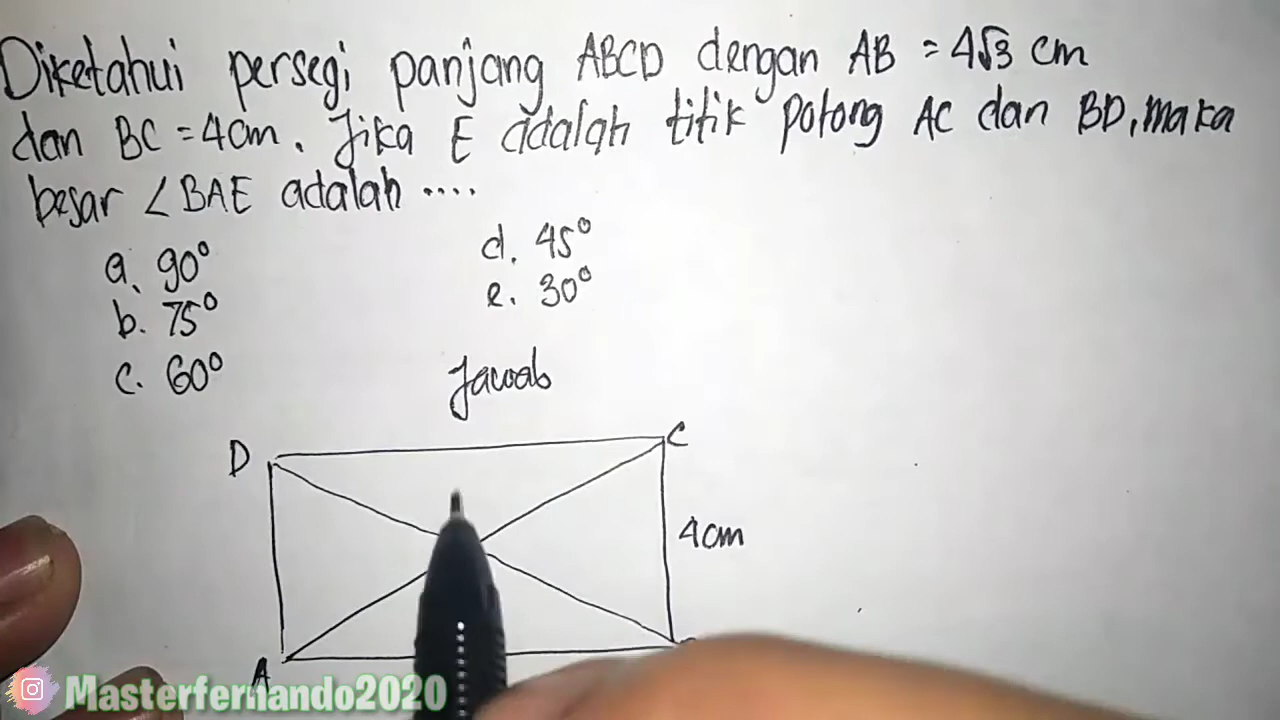 Diketahui persegi panjang ABCD dengan AB = 4√3 cm
dan BC = 4cm. Jika E adalah titik potong AC dan BD, maka
besar ∠BAE adalah ....
a. 90°
b. 75°
c. 60°
d. 45°
e. 30°
Jawab
D
C
4cm
A
Masterfernando2020